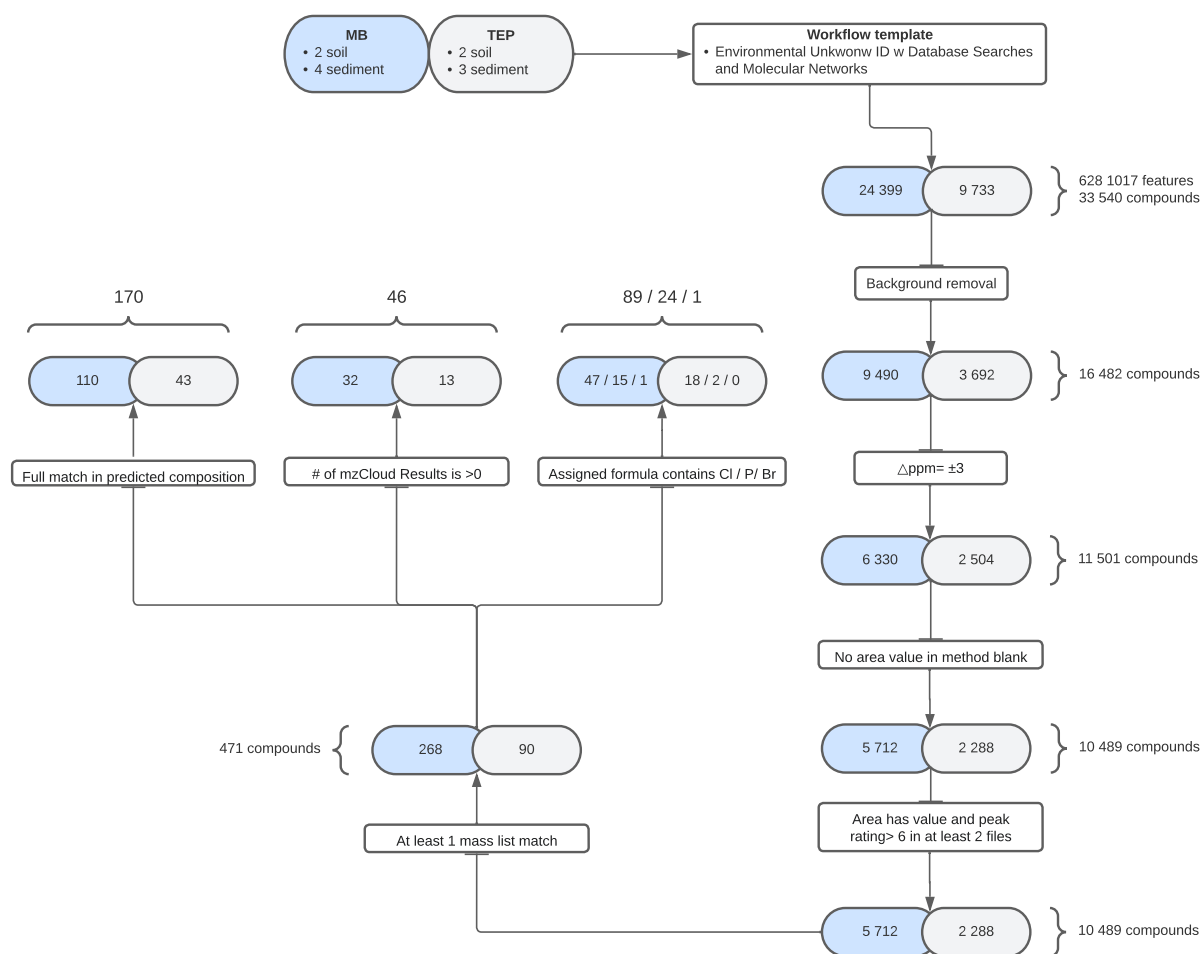 MB
• 2 soil
• 4 sediment
TEP
• 2 soil
• 3 sediment
Workflow template
• Environmental Unkwonw ID w Database Searches
and Molecular Networks
24 399
9 733
628 1017 features
33 540 compounds
Background removal
9 490
3 692
16 482 compounds
△ppm= ±3
6 330
2 504
11 501 compounds
No area value in method blank
5 712
2 288
10 489 compounds
Area has value and peak
rating> 6 in at least 2 files
5 712
2 288
10 489 compounds
At least 1 mass list match
471 compounds
268
90
Full match in predicted composition
110
43
170
# of mzCloud Results is >0
32
13
46
Assigned formula contains Cl / P/ Br
47 / 15 / 1
18 / 2 / 0
89 / 24 / 1